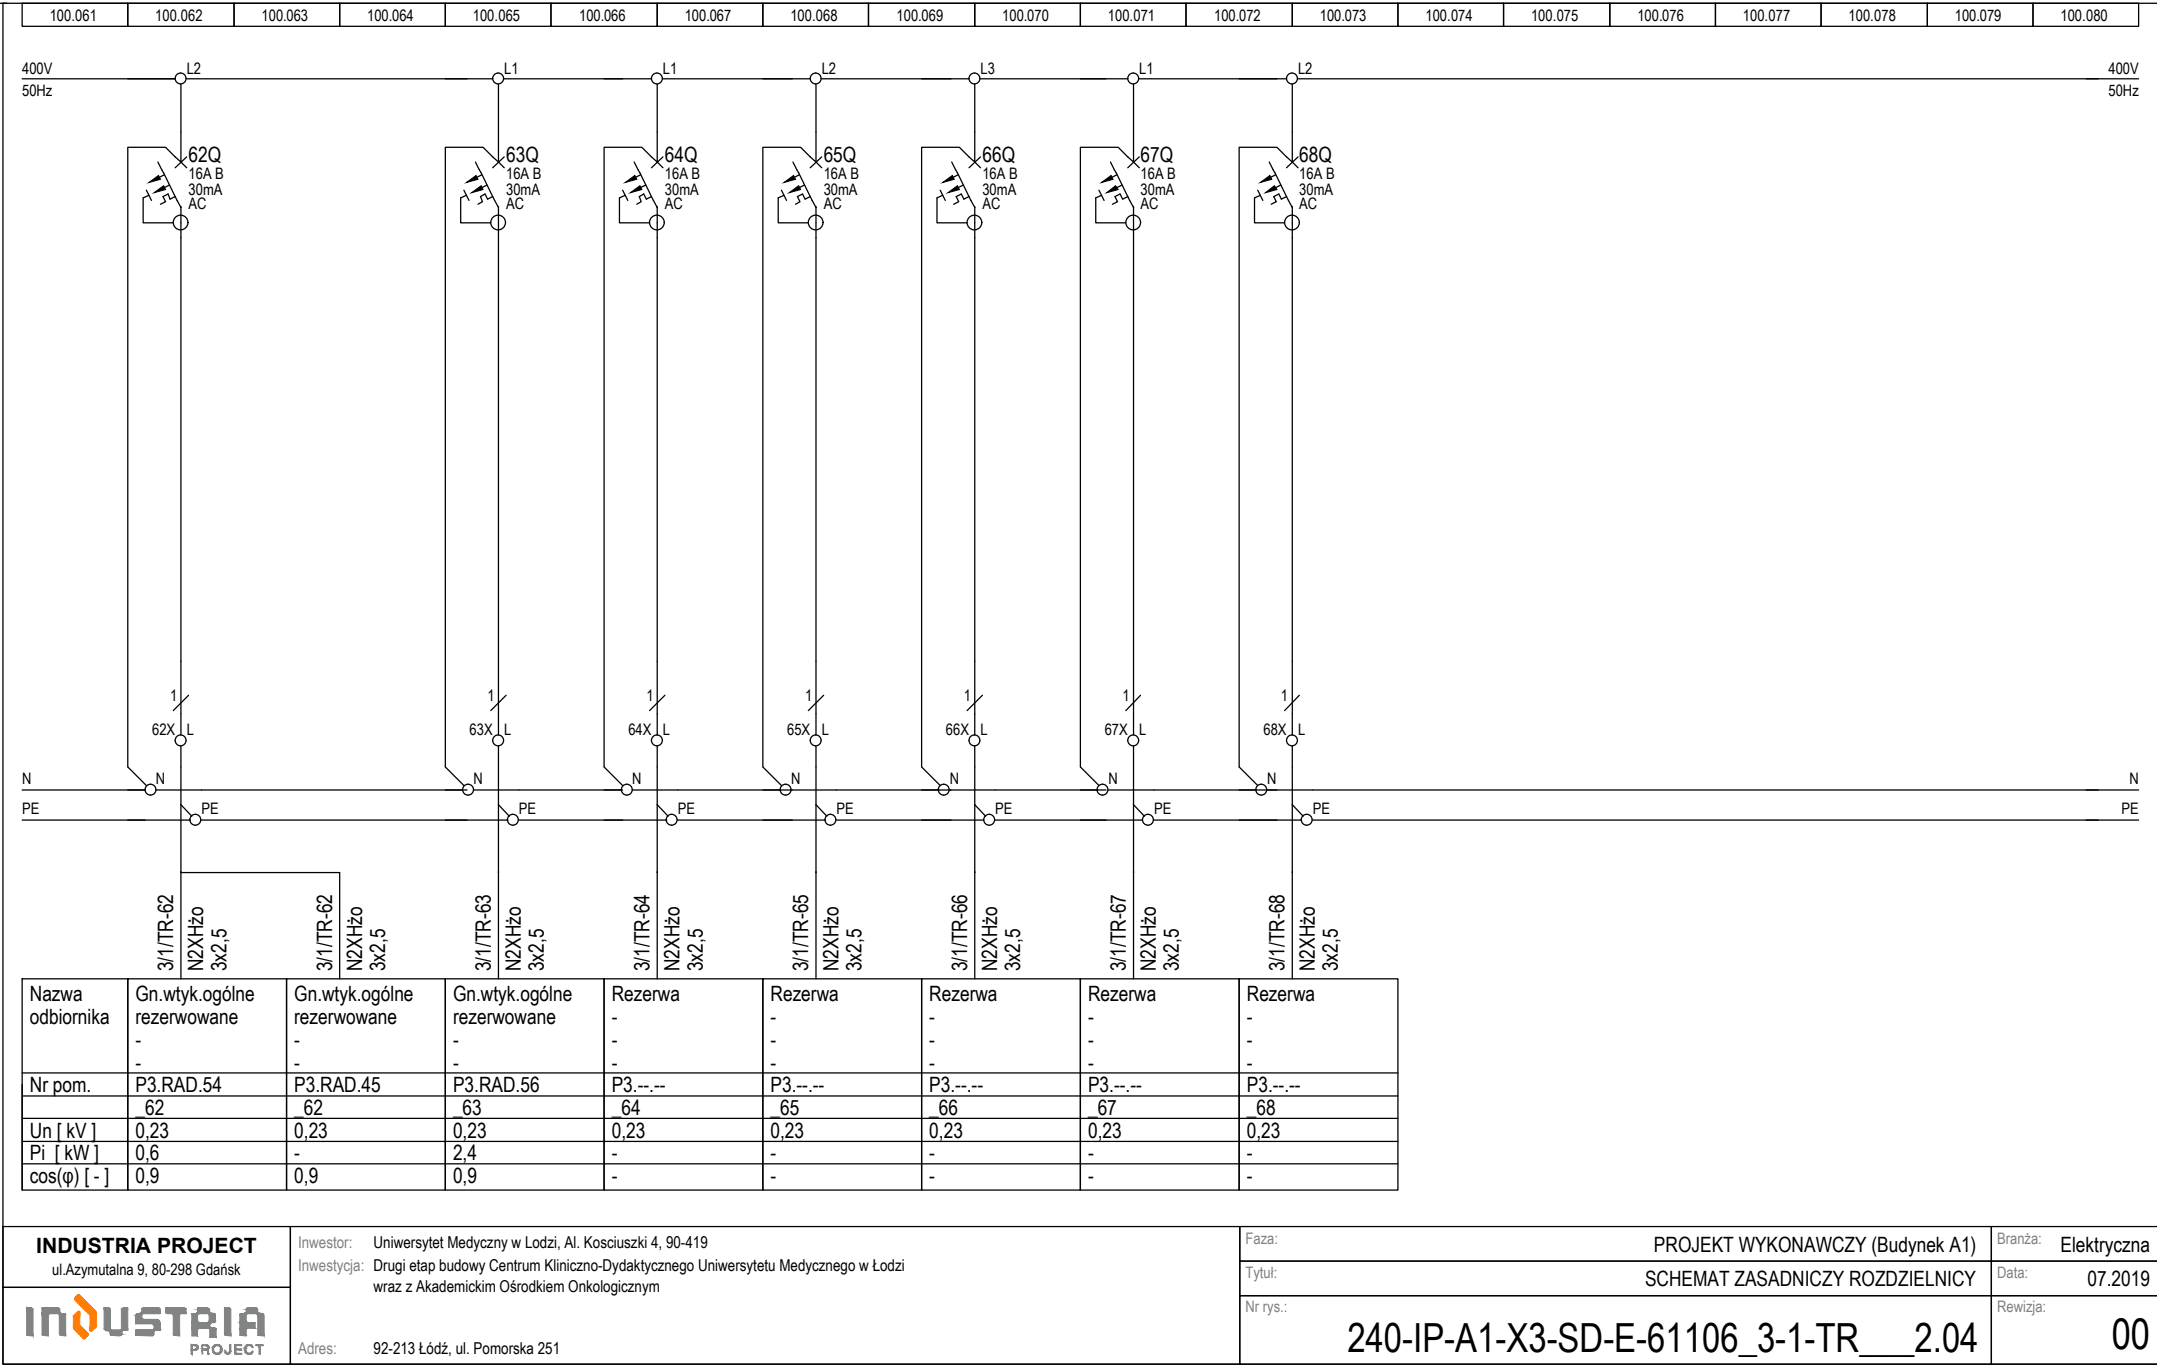 100.061 100.062 100.063 100.064 100.065 100.066 100.067 100.068 100.069 100.070 100.071 100.072 100.073 100.074 100.075 100.076 100.077 100.078 100.079 100.080
400V L2 L1 L1 L2 L3 L1 L2 400V
50Hz 50Hz
62Q 63Q 64Q 65Q 66Q 67Q 68Q
16A B 16A B 16A B 16A B 16A B 16A B 16A B
30mA 30mA 30mA 30mA 30mA 30mA 30mA
AC AC AC AC AC AC AC
1 1 1 1 1 1 1
62X L 63X L 64X L 65X L 66X L 67X L 68X L
N N N N N N N N N
PE PE PE PE PE PE PE PE PE
3/1/TR-62 N2XHżo 3x2,5
3/1/TR-62 N2XHżo 3x2,5
3/1/TR-63 N2XHżo 3x2,5
3/1/TR-64 N2XHżo 3x2,5
3/1/TR-65 N2XHżo 3x2,5
3/1/TR-66 N2XHżo 3x2,5
3/1/TR-67 N2XHżo 3x2,5
3/1/TR-68 N2XHżo 3x2,5
Nazwa Gn.wtyk.ogólne Gn.wtyk.ogólne Gn.wtyk.ogólne Rezerwa Rezerwa Rezerwa Rezerwa Rezerwa
odbiornika rezerwowane rezerwowane rezerwowane - - - - -
- - - - - - - -
- - - - - - - -
Nr pom. P3.RAD.54 P3.RAD.45 P3.RAD.56 P3.--.-- P3.--.-- P3.--.-- P3.--.-- P3.--.--
_62 _62 _63 _64 _65 _66 _67 _68
Un [ kV ] 0,23 0,23 0,23 0,23 0,23 0,23 0,23 0,23
Pi [ kW ] 0,6 - 2,4 - - - - -
cos(φ) [ - ] 0,9 0,9 0,9 - - - - -
INDUSTRIA PROJECT
ul.Azymutalna 9, 80-298 Gdańsk
INDUSTRIA
PROJECT
Inwestor: Uniwersytet Medyczny w Lodzi, Al. Kosciuszki 4, 90-419
Inwestycja: Drugi etap budowy Centrum Kliniczno-Dydaktycznego Uniwersytetu Medycznego w Łodzi
wraz z Akademickim Ośrodkiem Onkologicznym
Adres: 92-213 Łódź, ul. Pomorska 251
Faza: PROJEKT WYKONAWCZY (Budynek A1)
Branża: Elektryczna
Tytuł: SCHEMAT ZASADNICZY ROZDZIELNICY
Data: 07.2019
Nr rys.: 240-IP-A1-X3-SD-E-61106_3-1-TR___2.04
Rewizja: 00